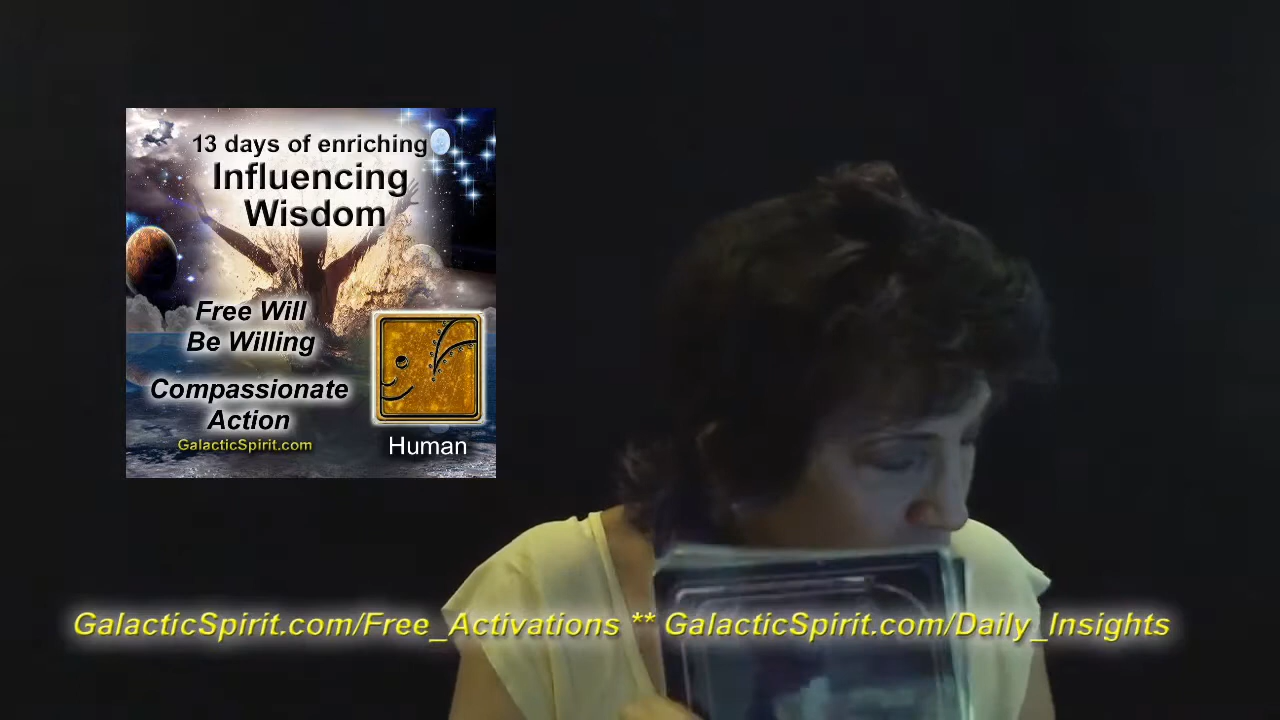 13 days of enriching
Influencing
Wisdom
Free Will
Be Willing
Compassionate
Action
GalacticSpirit.com
Human
GalacticSpirit.com/Free_Activations ** GalacticSpirit.com/Daily_Insights